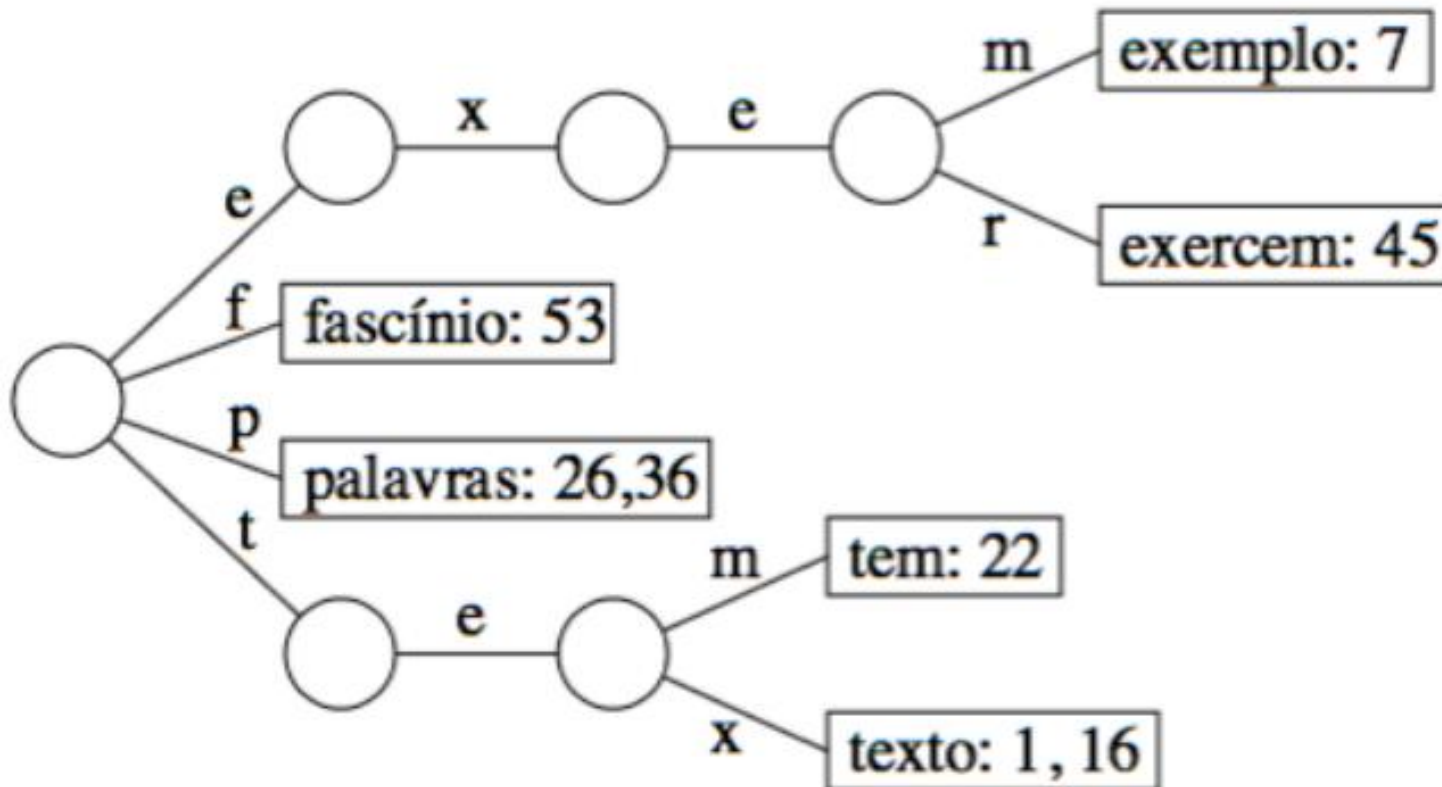 m
exemplo: 7
x
e
e
r
exercem: 45
f
fascínio: 53
p
palavras: 26,36
t
m
tem: 22
e
x
texto: 1, 16